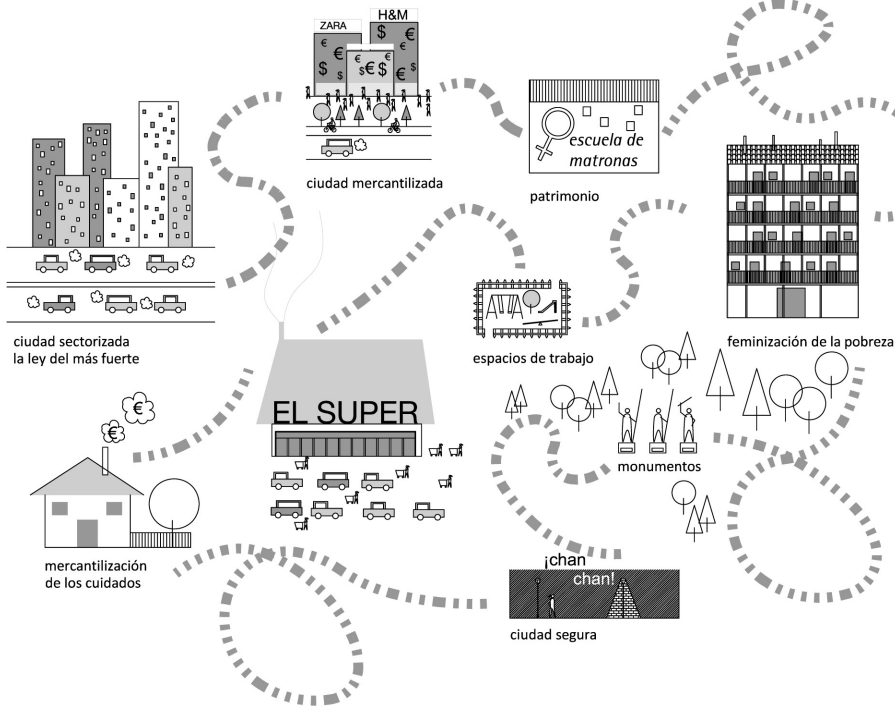 ZARA
H&M
$
€
€
€
$
$
€
$
€
$
€
$
€
ciudad mercantilizada
escuela de
matronas
patrimonio
ciudad sectorizada
la ley del más fuerte
espacios de trabajo
feminización de la pobreza
EL SUPER
monumentos
€
€
mercantilización
de los cuidados
¡chan
chan!
ciudad segura